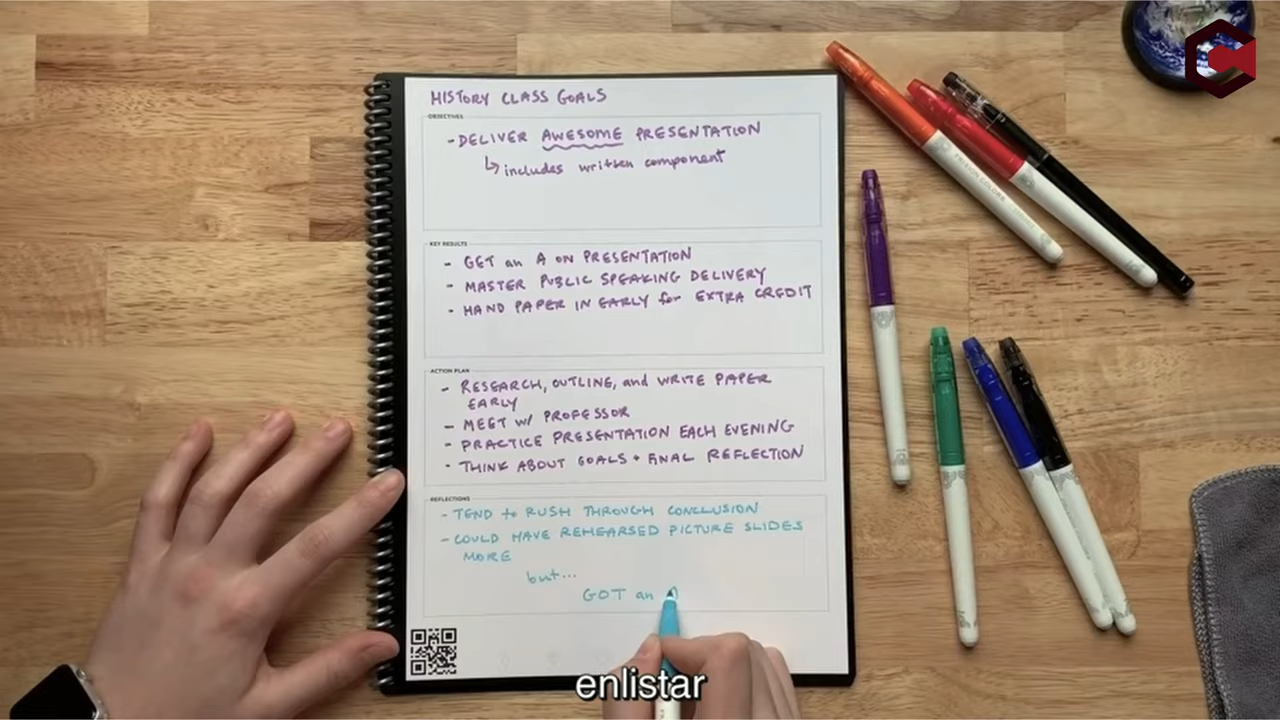 HISTORY CLASS GOALS
OBJECTIVES
- DELIVER AWESOME PRESENTATION
↳ includes written component
KEY RESULTS
- GET an A ON PRESENTATION
- MASTER PUBLIC SPEAKING DELIVERY
- HAND PAPER IN EARLY for EXTRA CREDIT
ACTION PLAN
- RESEARCH, OUTLINE, and WRITE PAPER
EARLY
- MEET W/ PROFESSOR
- PRACTICE PRESENTATION EACH EVENING
- THINK ABOUT GOALS + FINAL REFLECTION
REFLECTIONS
- TEND to RUSH THROUGH CONCLUSION
- COULD HAVE REHEARSED PICTURE SLIDES
MORE
but...
GOT an
FRIXION COLORS
enlistar